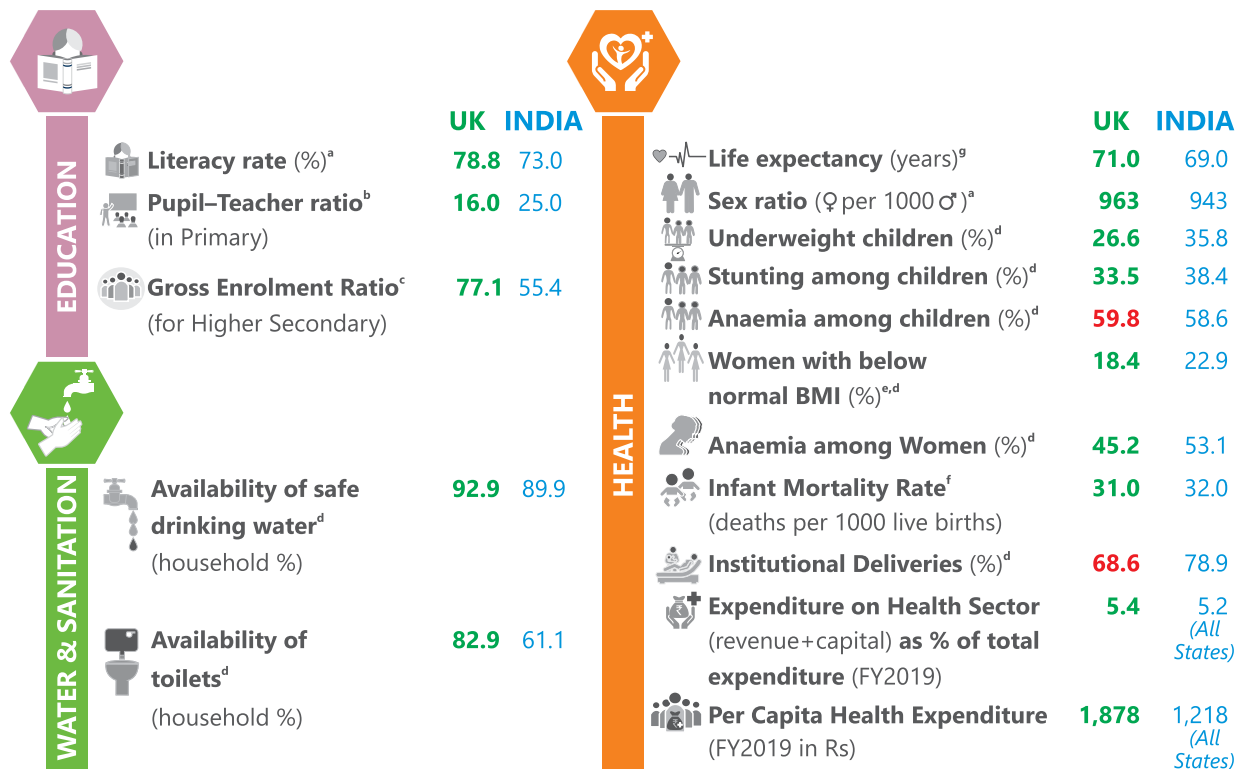 UK INDIA
EDUCATION
Literacy rate (%)ᵃ 78.8 73.0
Pupil–Teacher ratioᵇ 16.0 25.0
(in Primary)
Gross Enrolment Ratioᶜ 77.1 55.4
(for Higher Secondary)
WATER & SANITATION
Availability of safe 92.9 89.9
drinking waterᵈ
(household %)
Availability of 82.9 61.1
toiletsᵈ
(household %)
UK INDIA
HEALTH
Life expectancy (years)ᵍ 71.0 69.0
Sex ratio (♀ per 1000 ♂)ᵃ 963 943
Underweight children (%)ᵈ 26.6 35.8
Stunting among children (%)ᵈ 33.5 38.4
Anaemia among children (%)ᵈ 59.8 58.6
Women with below 18.4 22.9
normal BMI (%)ᵉ,ᵈ
Anaemia among Women (%)ᵈ 45.2 53.1
Infant Mortality Rateᶠ 31.0 32.0
(deaths per 1000 live births)
Institutional Deliveries (%)ᵈ 68.6 78.9
Expenditure on Health Sector 5.4 5.2
(revenue+capital) as % of total (All
States)
expenditure (FY2019)
Per Capita Health Expenditure 1,878 1,218
(FY2019 in Rs) (All
States)